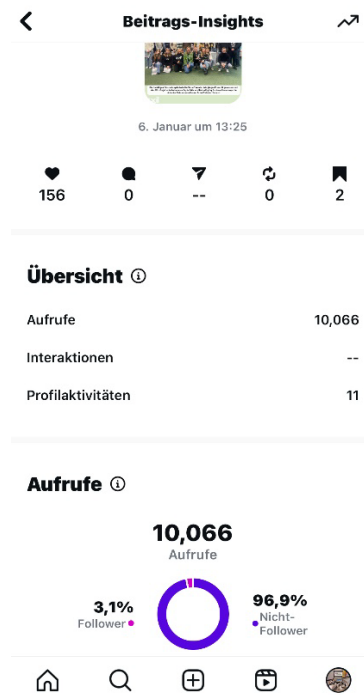 Beitrags-Insights
6. Januar um 13:25
156 0 -- 0 2
Übersicht
Aufrufe 10,066
Interaktionen --
Profilaktivitäten 11
Aufrufe
10,066
Aufrufe
3,1% 96,9%
Follower Nicht-
Follower